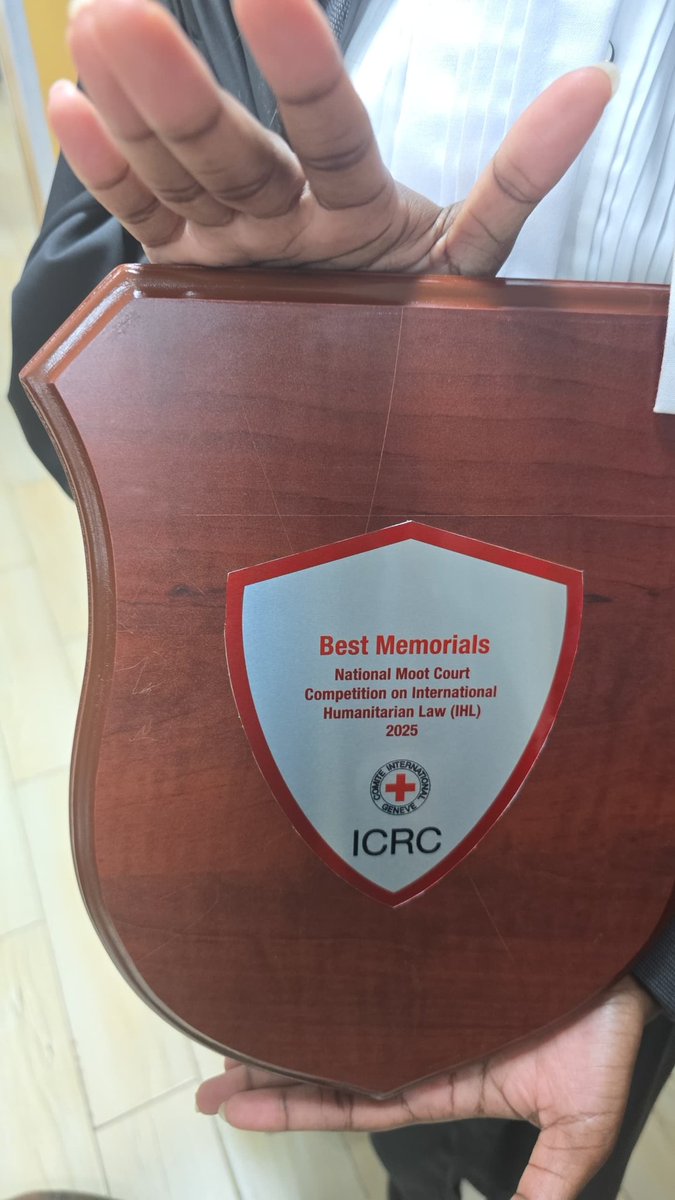 Best Memorials
National Moot Court
Competition on International
Humanitarian Law (IHL)
2025
COMITE INTERNATIONAL
GENEVE
ICRC